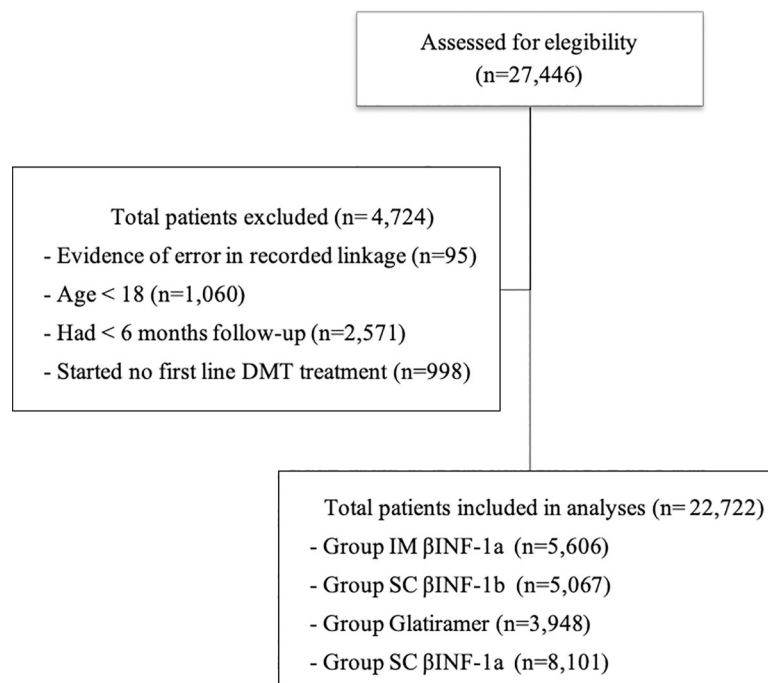 Assessed for elegibility
(n=27,446)
Total patients excluded (n= 4,724)
- Evidence of error in recorded linkage (n=95)
- Age < 18 (n=1,060)
- Had < 6 months follow-up (n=2,571)
- Started no first line DMT treatment (n=998)
Total patients included in analyses (n= 22,722)
- Group IM βINF-1a (n=5,606)
- Group SC βINF-1b (n=5,067)
- Group Glatiramer (n=3,948)
- Group SC βINF-1a (n=8,101)